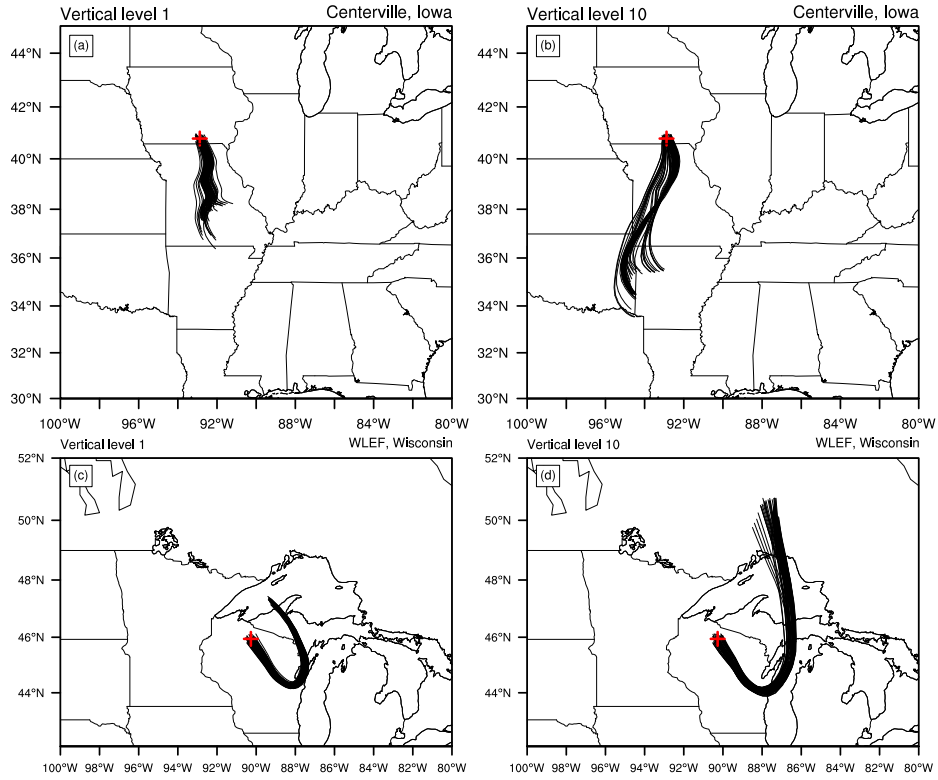 Vertical level 1 Centerville, Iowa
(a)
44°N
42°N
40°N
38°N
36°N
34°N
32°N
30°N
100°W 96°W 92°W 88°W 84°W 80°W
Vertical level 10 Centerville, Iowa
(b)
44°N
42°N
40°N
38°N
36°N
34°N
32°N
30°N
100°W 96°W 92°W 88°W 84°W 80°W
Vertical level 1 WLEF, Wisconsin
(c)
52°N
50°N
48°N
46°N
44°N
100°W 98°W 96°W 94°W 92°W 90°W 88°W 86°W 84°W 82°W 80°W
Vertical level 10 WLEF, Wisconsin
(d)
52°N
50°N
48°N
46°N
44°N
100°W 98°W 96°W 94°W 92°W 90°W 88°W 86°W 84°W 82°W 80°W